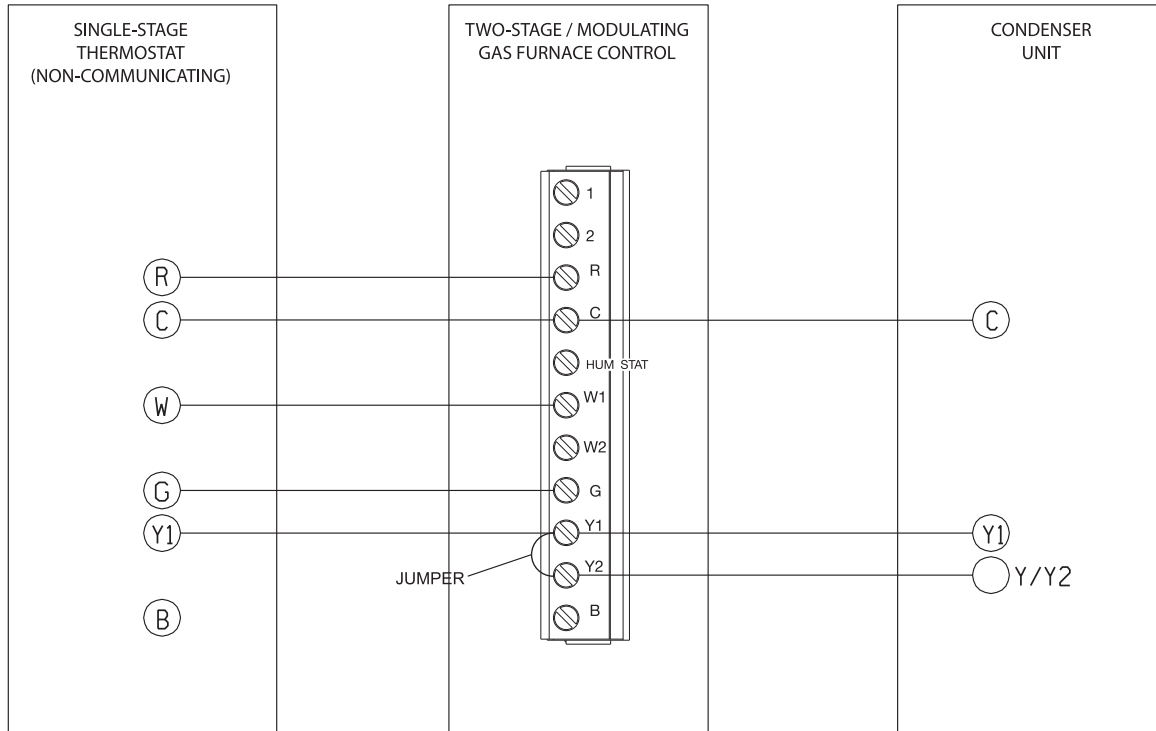 SINGLE-STAGE
THERMOSTAT
(NON-COMMUNICATING)
TWO-STAGE / MODULATING
GAS FURNACE CONTROL
CONDENSER
UNIT
1
2
R
R
C
C
C
HUM STAT
W
W1
W2
G
G
Y1
Y1
Y1
JUMPER
Y2
Y/Y2
B
B